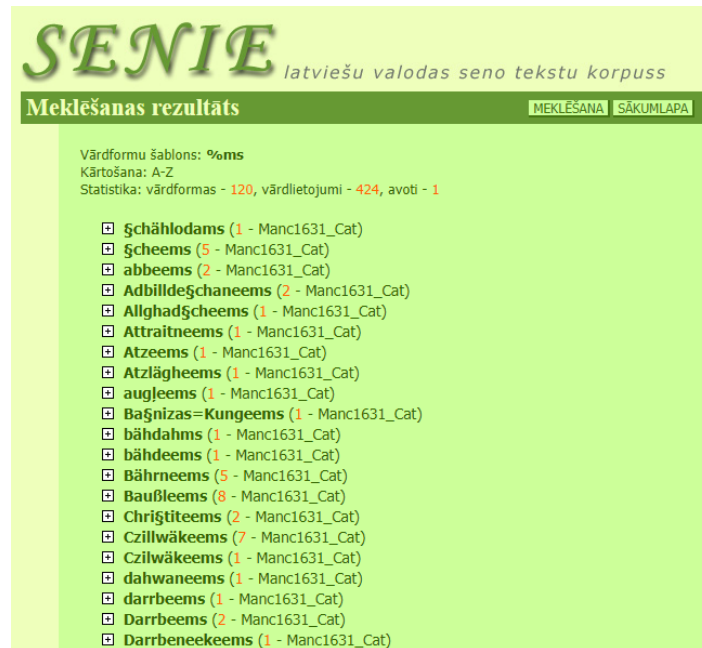 SENIE latviešu valodas seno tekstu korpuss
Meklēšanas rezultāts MEKLĒŠANA SĀKUMLAPA
Vārdformu šablons: %ms
Kārtošana: A-Z
Statistika: vārdformas - 120, vārdlietojumi - 424, avoti - 1
§chählodams (1 - Manc1631_Cat)
§cheems (5 - Manc1631_Cat)
abbeems (2 - Manc1631_Cat)
Adbillde§chaneems (2 - Manc1631_Cat)
Allghad§cheems (1 - Manc1631_Cat)
Attraitneems (1 - Manc1631_Cat)
Atzeems (1 - Manc1631_Cat)
Atzlägheems (1 - Manc1631_Cat)
augļeems (1 - Manc1631_Cat)
Ba§nizas=Kungeems (1 - Manc1631_Cat)
bähdahms (1 - Manc1631_Cat)
bähdeems (1 - Manc1631_Cat)
Bährneems (5 - Manc1631_Cat)
Baußleems (8 - Manc1631_Cat)
Chri§titeems (2 - Manc1631_Cat)
Czillwäkeems (7 - Manc1631_Cat)
Czilwäkeems (1 - Manc1631_Cat)
dahwaneems (1 - Manc1631_Cat)
darrbeems (1 - Manc1631_Cat)
Darrbeems (2 - Manc1631_Cat)
Darrbeneekeems (1 - Manc1631_Cat)